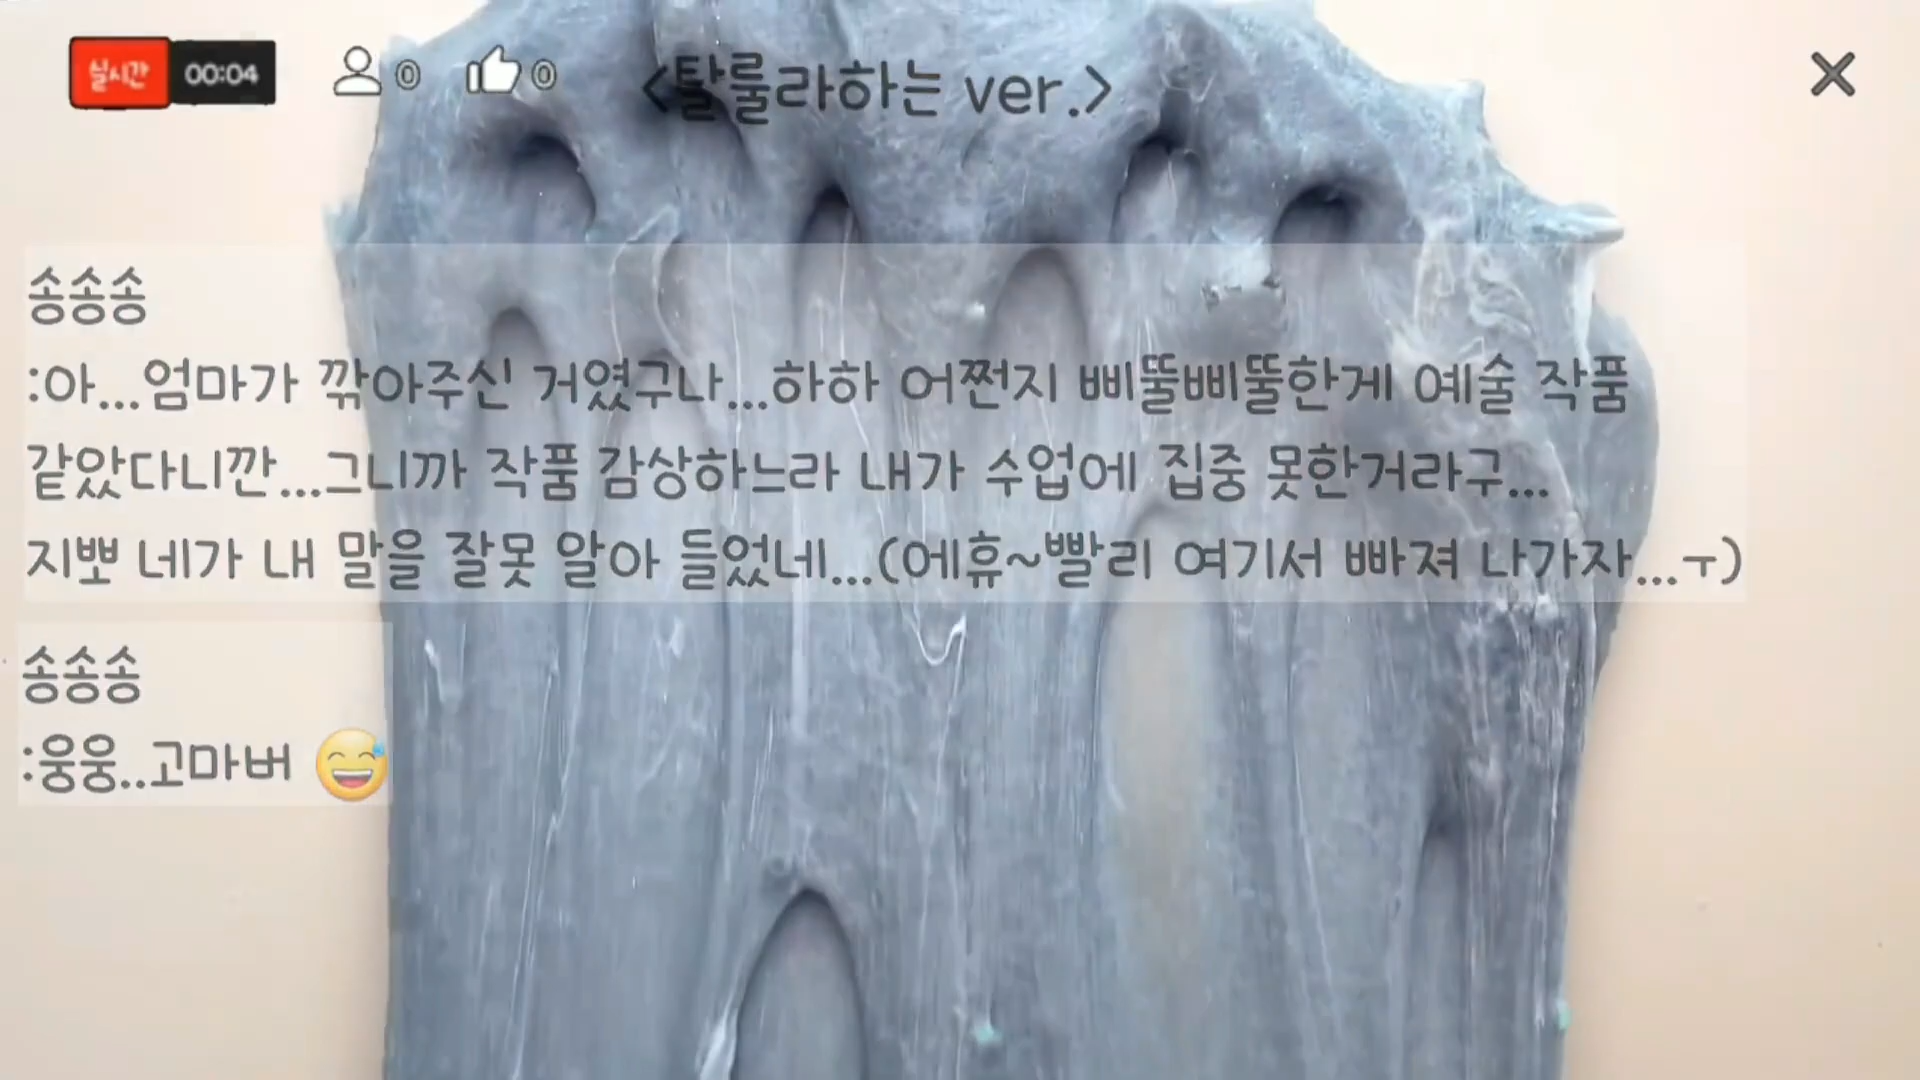 실시간 00:04 0 0
<탈룰라하는 ver.>
송송송
:아...엄마가 깎아주신 거였구나...하하 어쩐지 삐뚤삐뚤한게 예술 작품
같았다니깐...그니까 작품 감상하느라 내가 수업에 집중 못한거라구...
지뽀 네가 내 말을 잘못 알아 들었네...(에휴~빨리 여기서 빠져 나가자...ㅜ)
송송송
:웅웅..고마버 😅